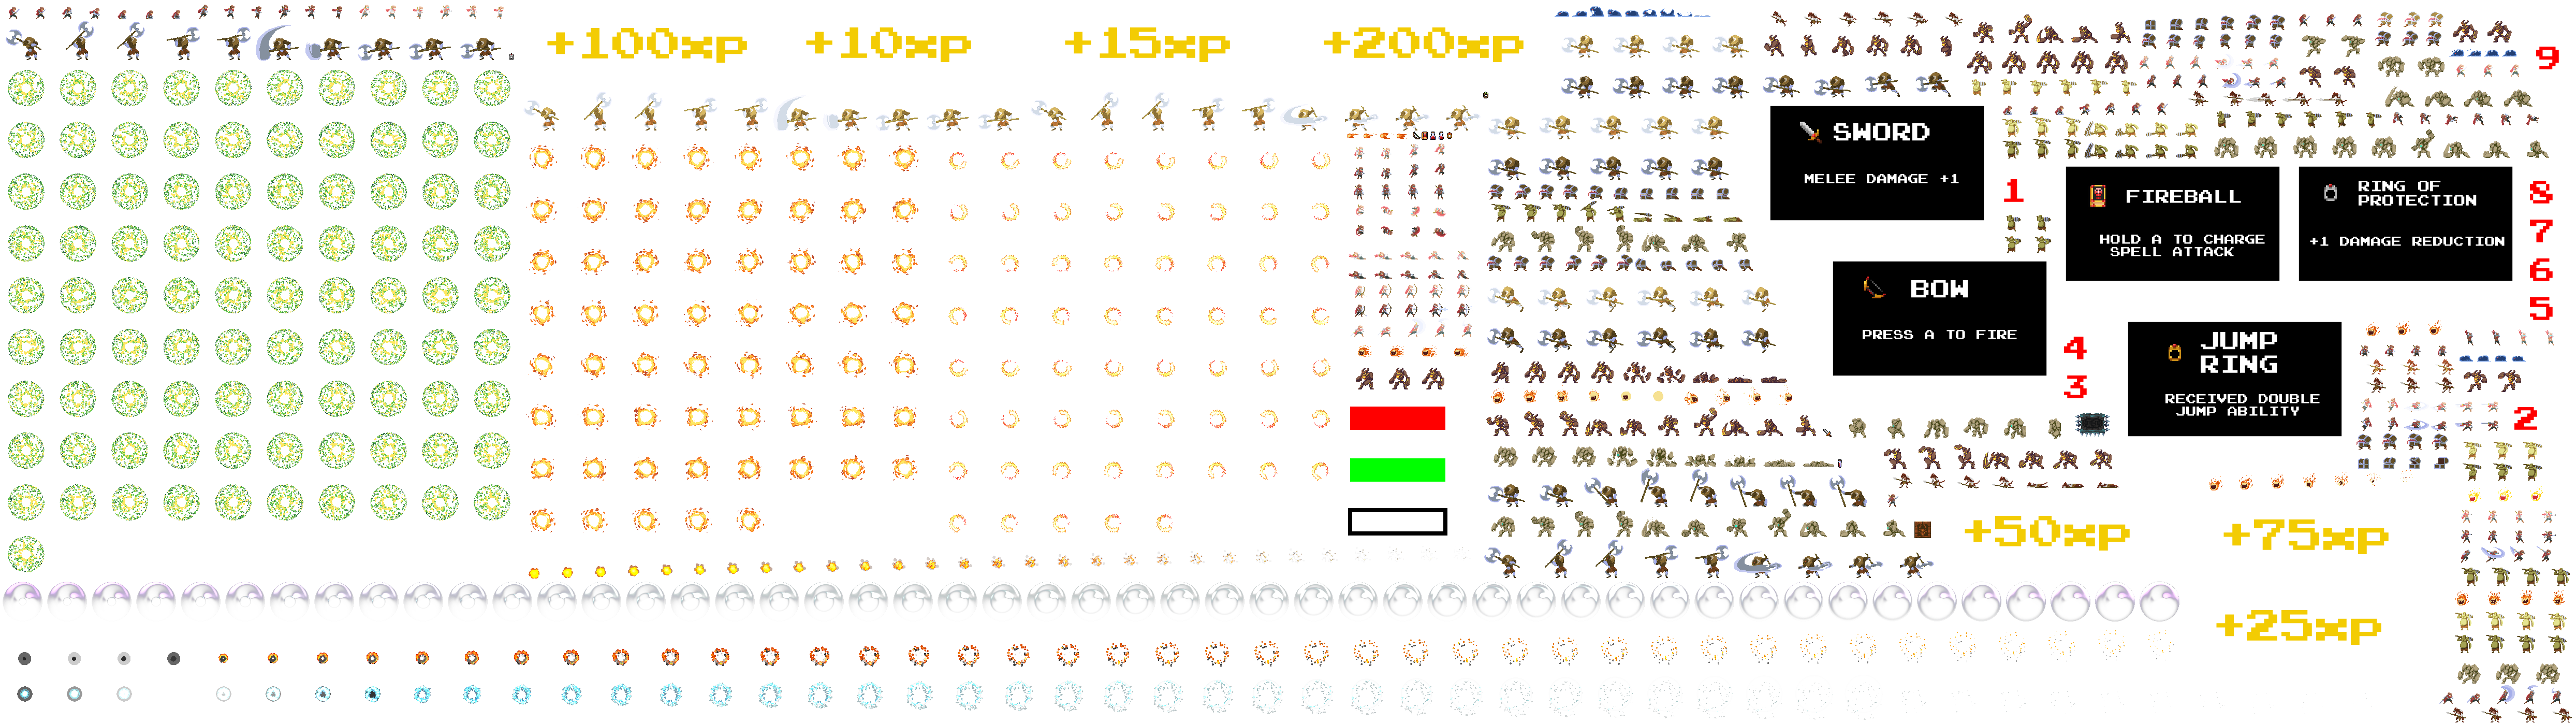 +100xp
+10xp
+15xp
+200xp
9
SWORD
MELEE DAMAGE +1
1
FIREBALL
HOLD A TO CHARGE
SPELL ATTACK
RING OF
PROTECTION
+1 DAMAGE REDUCTION
8
7
6
5
BOW
PRESS A TO FIRE
4
3
JUMP
RING
RECEIVED DOUBLE
JUMP ABILITY
2
+50xp
+75xp
+25xp